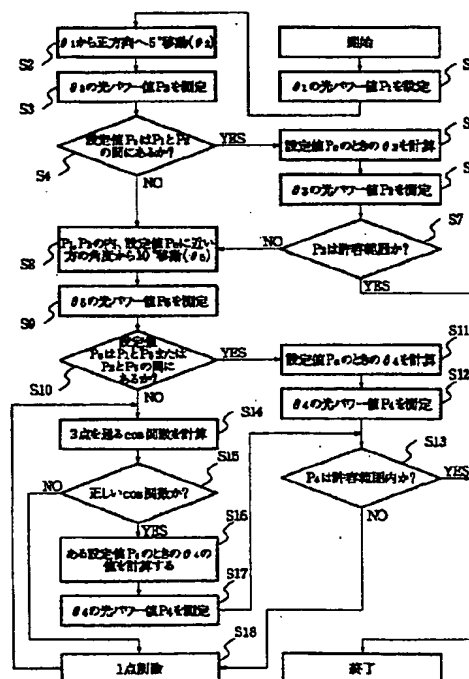 開始
S
θ1の光パワー値P1を設定
S2
θ1から正方向へ5°移動(θ2)
S3
θ2の光パワー値P2を測定
S4
設定値P0はP1とP2
の間にあるか?
YES
NO
S
設定値P0のときのθ3を計算
S
θ3の光パワー値P3を測定
S7
P3は許容範囲か?
NO
YES
S8
P1,P2の内、設定値P0に近い
方の角度から10°移動(θ5)
S9
θ5の光パワー値P5を測定
S10
設定値
P0はP1とP5または
P2とP5の間に
あるか?
YES
NO
S11
設定値P0のときのθ4を計算
S12
θ4の光パワー値P4を測定
S13
P4は許容範囲内か?
YES
NO
S14
3点を通るcos関数を計算
S15
正しいcos関数か?
NO
YES
S16
ある設定値P0のときのθ4の
値を計算する
S17
θ4の光パワー値P4を測定
S18
1点削除
終了